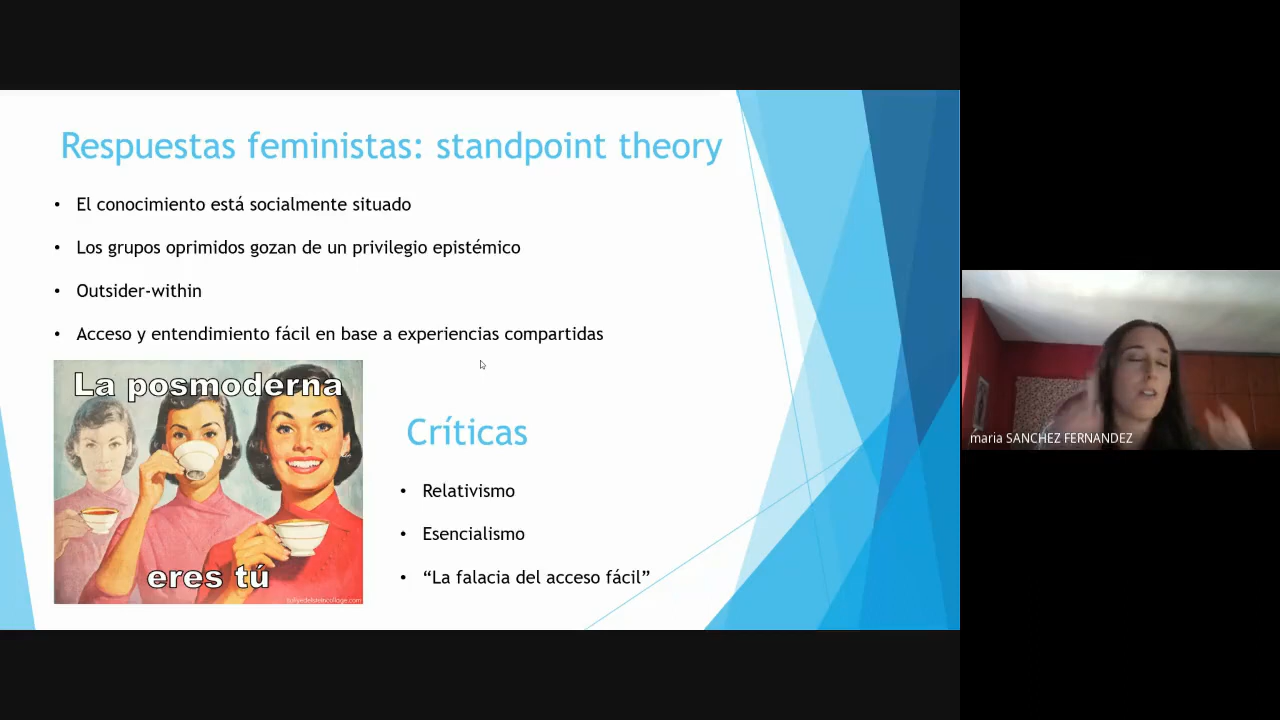 Respuestas feministas: standpoint theory
• El conocimiento está socialmente situado
• Los grupos oprimidos gozan de un privilegio epistémico
• Outsider-within
• Acceso y entendimiento fácil en base a experiencias compartidas
La posmoderna
eres tú
Críticas
• Relativismo
• Esencialismo
• “La falacia del acceso fácil”
maria SANCHEZ FERNANDEZ